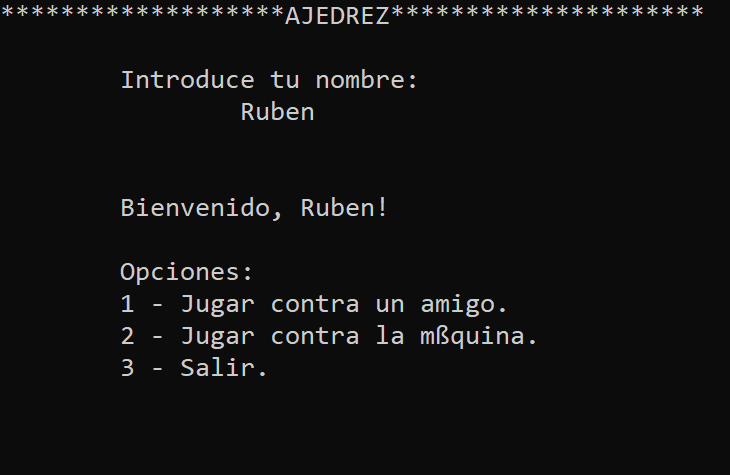 *******************AJEDREZ*********************
Introduce tu nombre:
Ruben
Bienvenido, Ruben!
Opciones:
1 - Jugar contra un amigo.
2 - Jugar contra la mßquina.
3 - Salir.